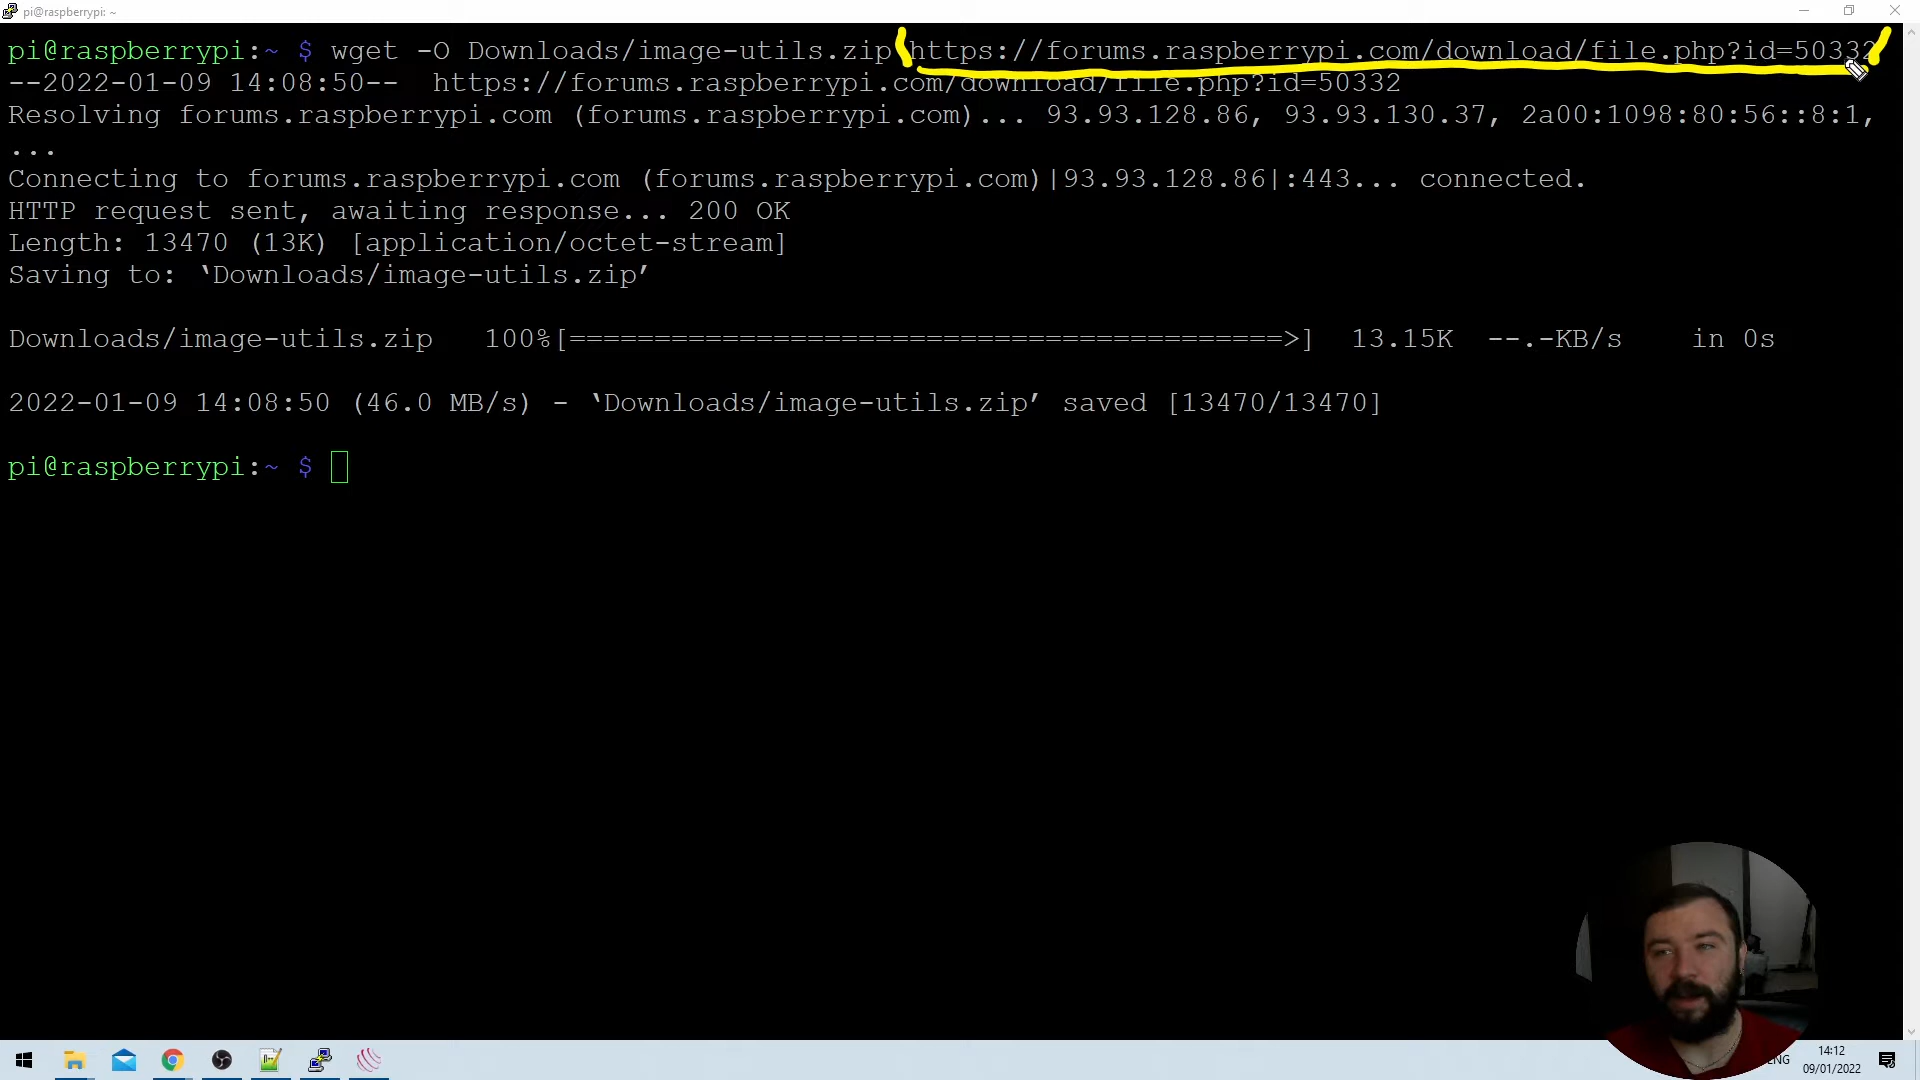 pi@raspberrypi: ~
pi@raspberrypi:~ $ wget -O Downloads/image-utils.zip https://forums.raspberrypi.com/download/file.php?id=50332
--2022-01-09 14:08:50--  https://forums.raspberrypi.com/download/file.php?id=50332
Resolving forums.raspberrypi.com (forums.raspberrypi.com)... 93.93.128.86, 93.93.130.37, 2a00:1098:80:56::8:1,
...
Connecting to forums.raspberrypi.com (forums.raspberrypi.com)|93.93.128.86|:443... connected.
HTTP request sent, awaiting response... 200 OK
Length: 13470 (13K) [application/octet-stream]
Saving to: ‘Downloads/image-utils.zip’
Downloads/image-utils.zip   100%[==========================================>]  13.15K  --.-KB/s    in 0s
2022-01-09 14:08:50 (46.0 MB/s) - ‘Downloads/image-utils.zip’ saved [13470/13470]
pi@raspberrypi:~ $
ENG
14:12
09/01/2022